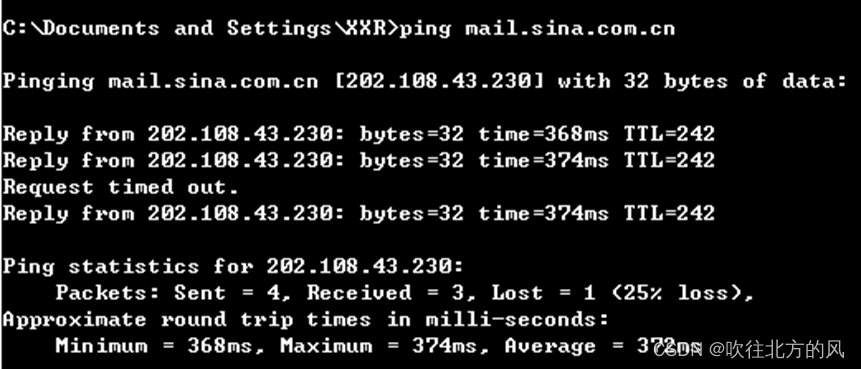 C:\Documents and Settings\XXR>ping mail.sina.com.cn
Pinging mail.sina.com.cn [202.108.43.230] with 32 bytes of data:
Reply from 202.108.43.230: bytes=32 time=368ms TTL=242
Reply from 202.108.43.230: bytes=32 time=374ms TTL=242
Request timed out.
Reply from 202.108.43.230: bytes=32 time=374ms TTL=242
Ping statistics for 202.108.43.230:
Packets: Sent = 4, Received = 3, Lost = 1 (25% loss),
Approximate round trip times in milli-seconds:
Minimum = 368ms, Maximum = 374ms, Average = 372ms
CSDN @吹往北方的风